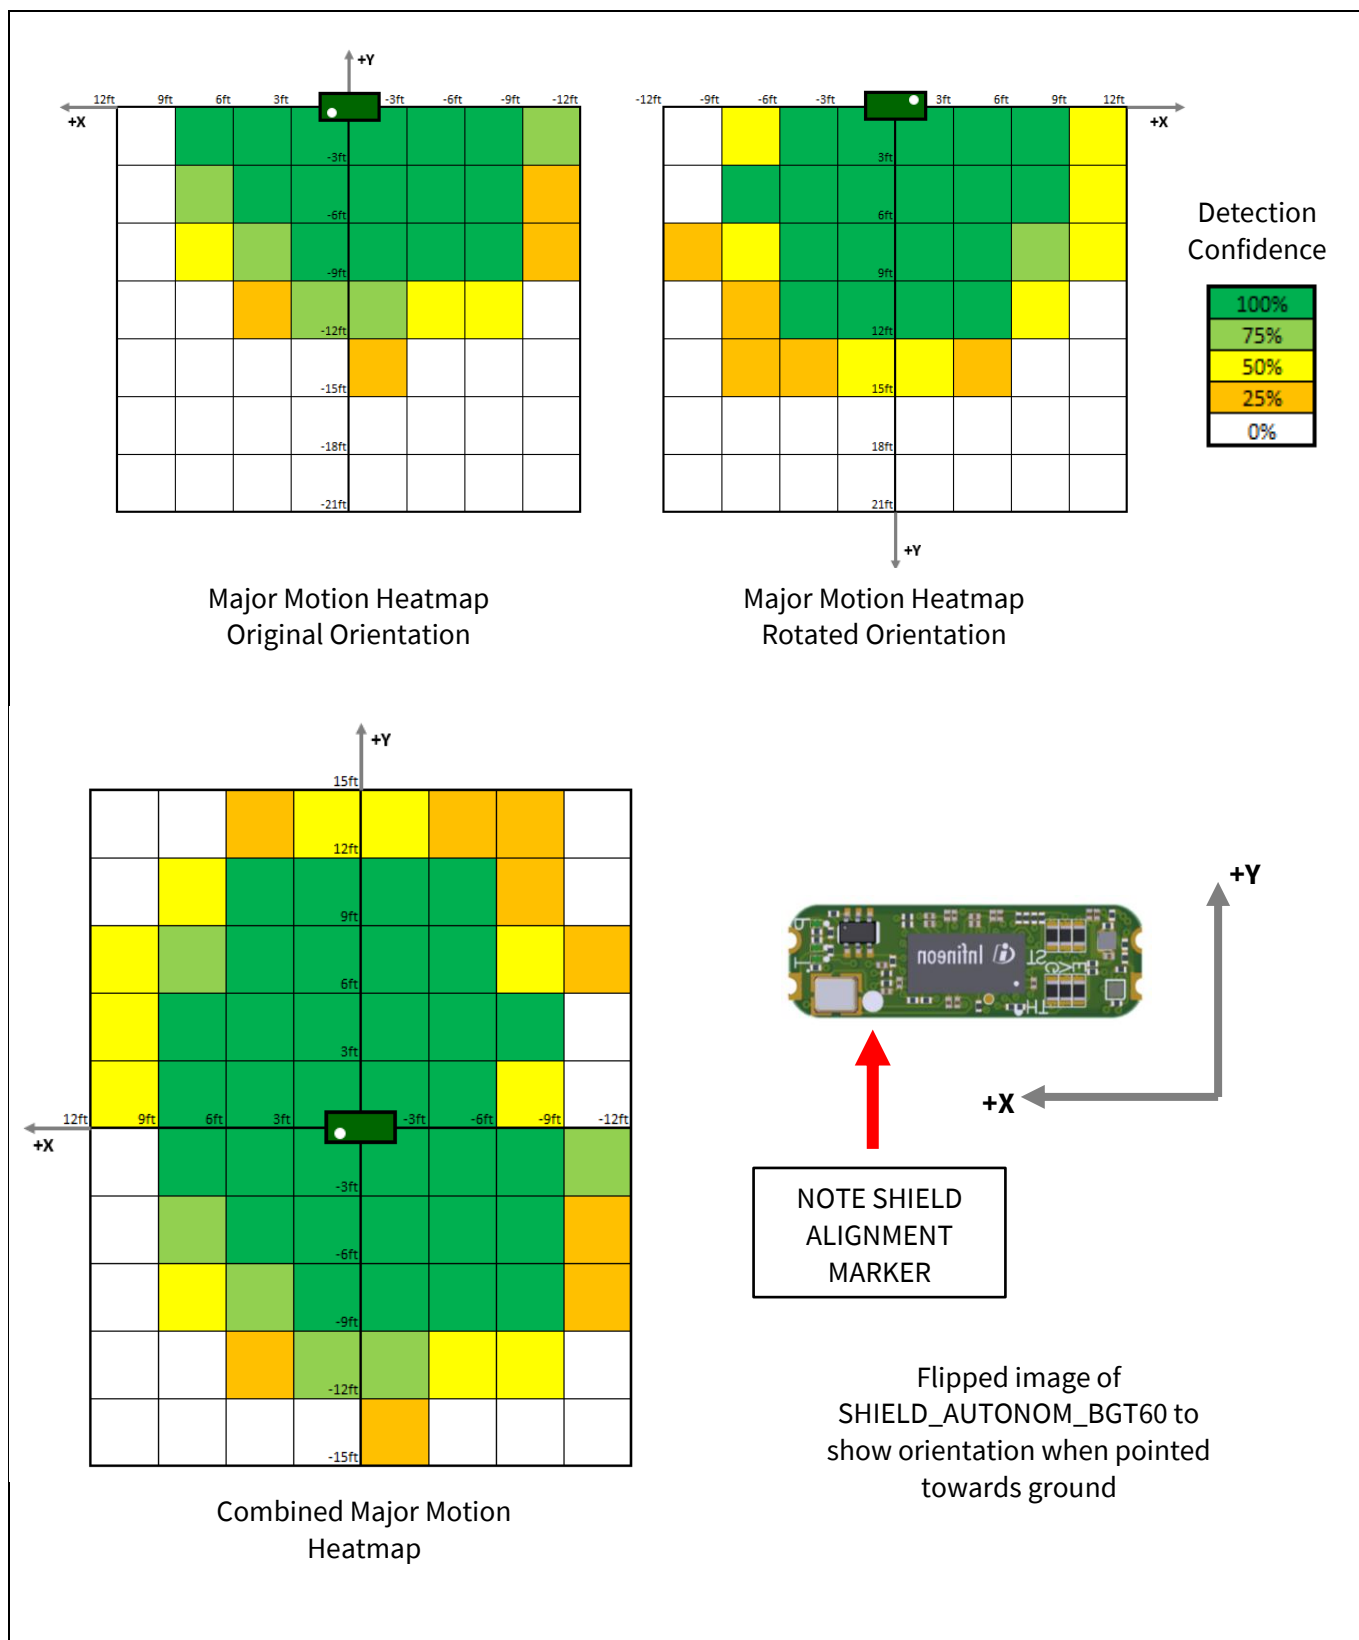 +Y
12ft 9ft 6ft 3ft -3ft -6ft -9ft -12ft
+X
-3ft
-6ft
-9ft
-12ft
-15ft
-18ft
-21ft
Major Motion Heatmap
Original Orientation
-12ft -9ft -6ft -3ft 3ft 6ft 9ft 12ft
+X
3ft
6ft
9ft
12ft
15ft
18ft
21ft
+Y
Major Motion Heatmap
Rotated Orientation
Detection
Confidence
100%
75%
50%
25%
0%
+Y
15ft
12ft
9ft
6ft
3ft
12ft 9ft 6ft 3ft -3ft -6ft -9ft -12ft
+X
-3ft
-6ft
-9ft
-12ft
-15ft
Combined Major Motion
Heatmap
Infineon
+Y
+X
NOTE SHIELD
ALIGNMENT
MARKER
Flipped image of
SHIELD_AUTONOM_BGT60 to
show orientation when pointed
towards ground